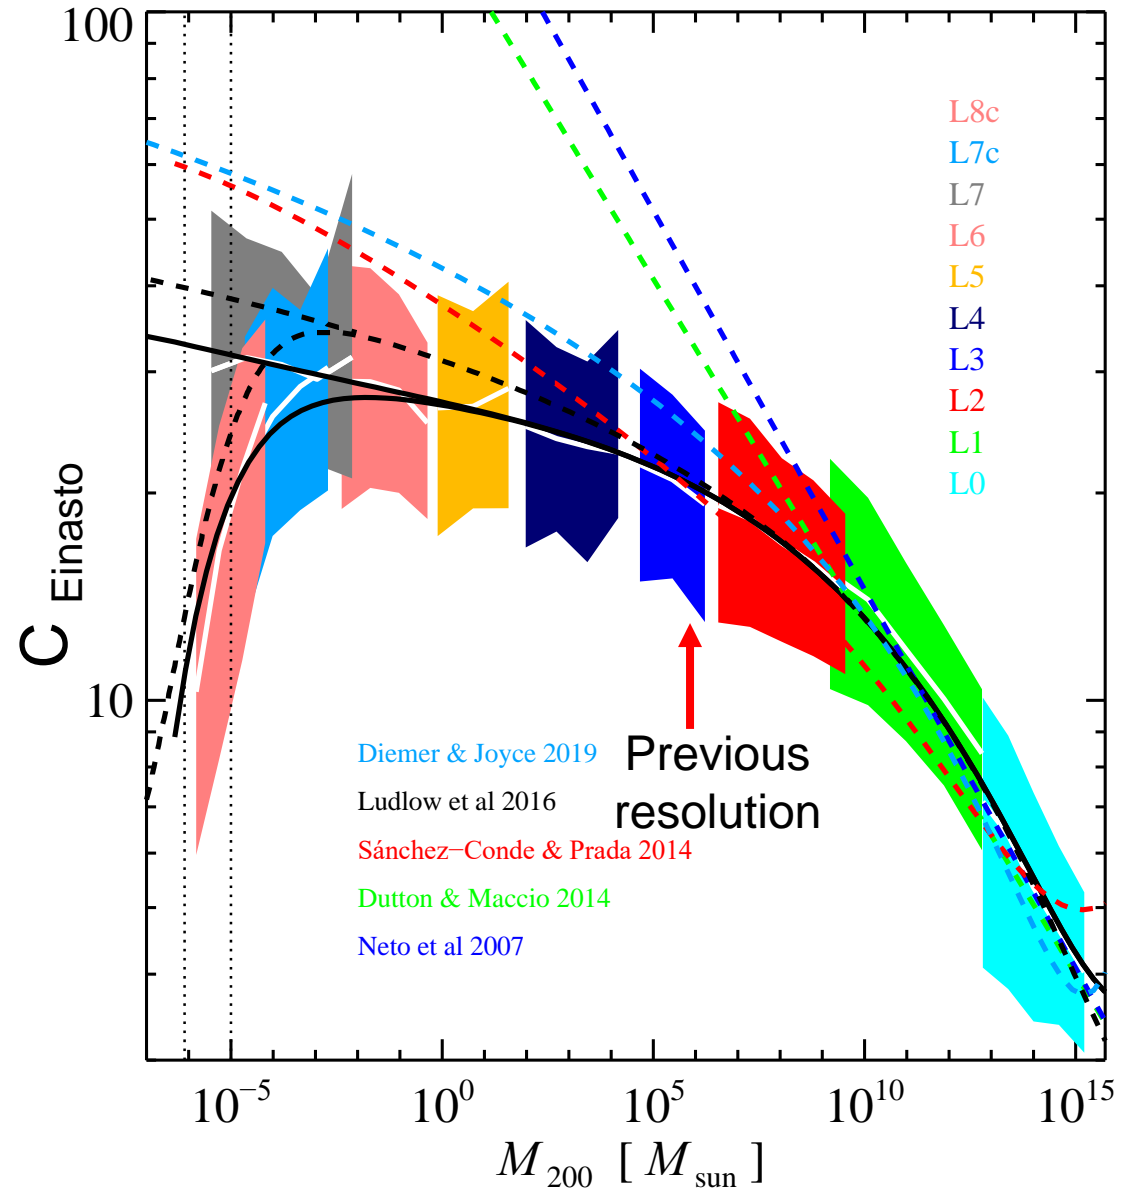 100
L8c
L7c
L7
L6
L5
L4
L3
L2
L1
L0
C Einasto
10
Diemer & Joyce 2019
Ludlow et al 2016
Sánchez−Conde & Prada 2014
Dutton & Maccio 2014
Neto et al 2007
Previous
resolution
10⁻⁵ 10⁰ 10⁵ 10¹⁰ 10¹⁵
M₂₀₀ [ M_sun ]